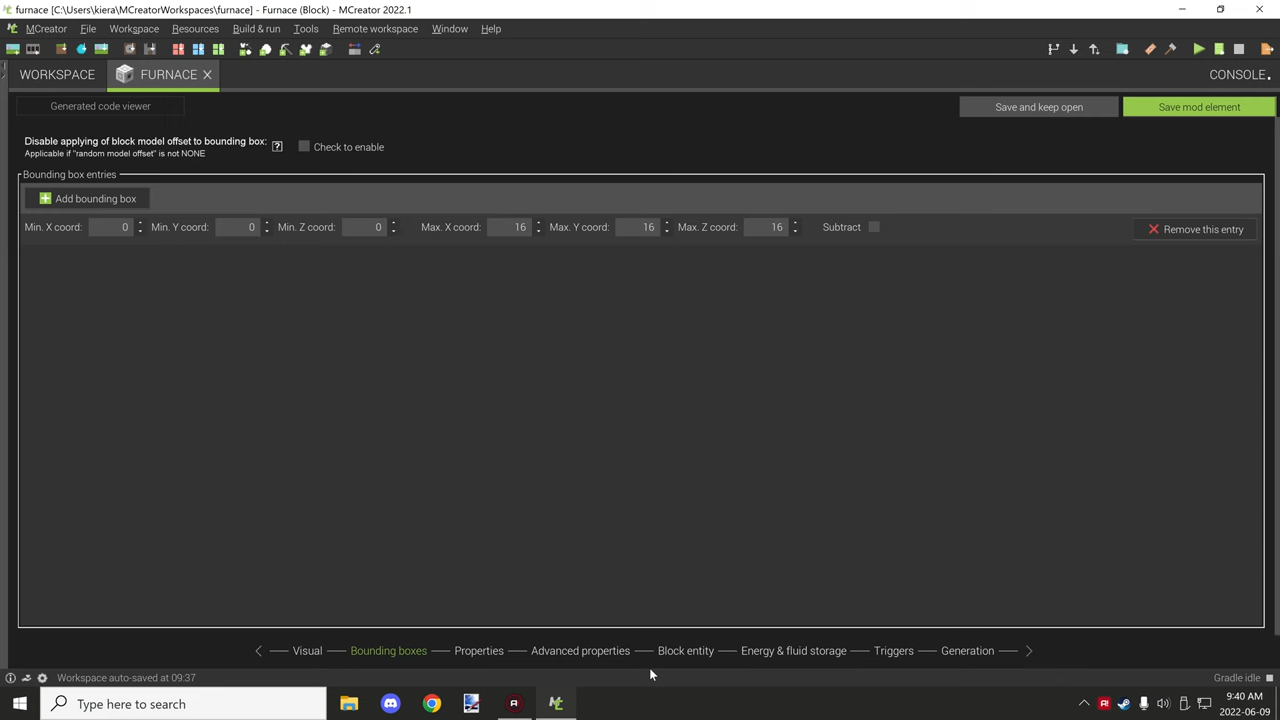 furnace [C:\Users\kiera\MCreatorWorkspaces\furnace] - Furnace (Block) - MCreator 2022.1
MCreator File Workspace Resources Build & run Tools Remote workspace Window Help
WORKSPACE FURNACE CONSOLE
Generated code viewer Save and keep open Save mod element
Disable applying of block model offset to bounding box: ? Check to enable
Applicable if "random model offset" is not NONE
Bounding box entries
Add bounding box
Min. X coord: 0 Min. Y coord: 0 Min. Z coord: 0 Max. X coord: 16 Max. Y coord: 16 Max. Z coord: 16 Subtract Remove this entry
Visual Bounding boxes Properties Advanced properties Block entity Energy & fluid storage Triggers Generation
Workspace auto-saved at 09:37 Gradle idle
Type here to search
9:40 AM
2022-06-09